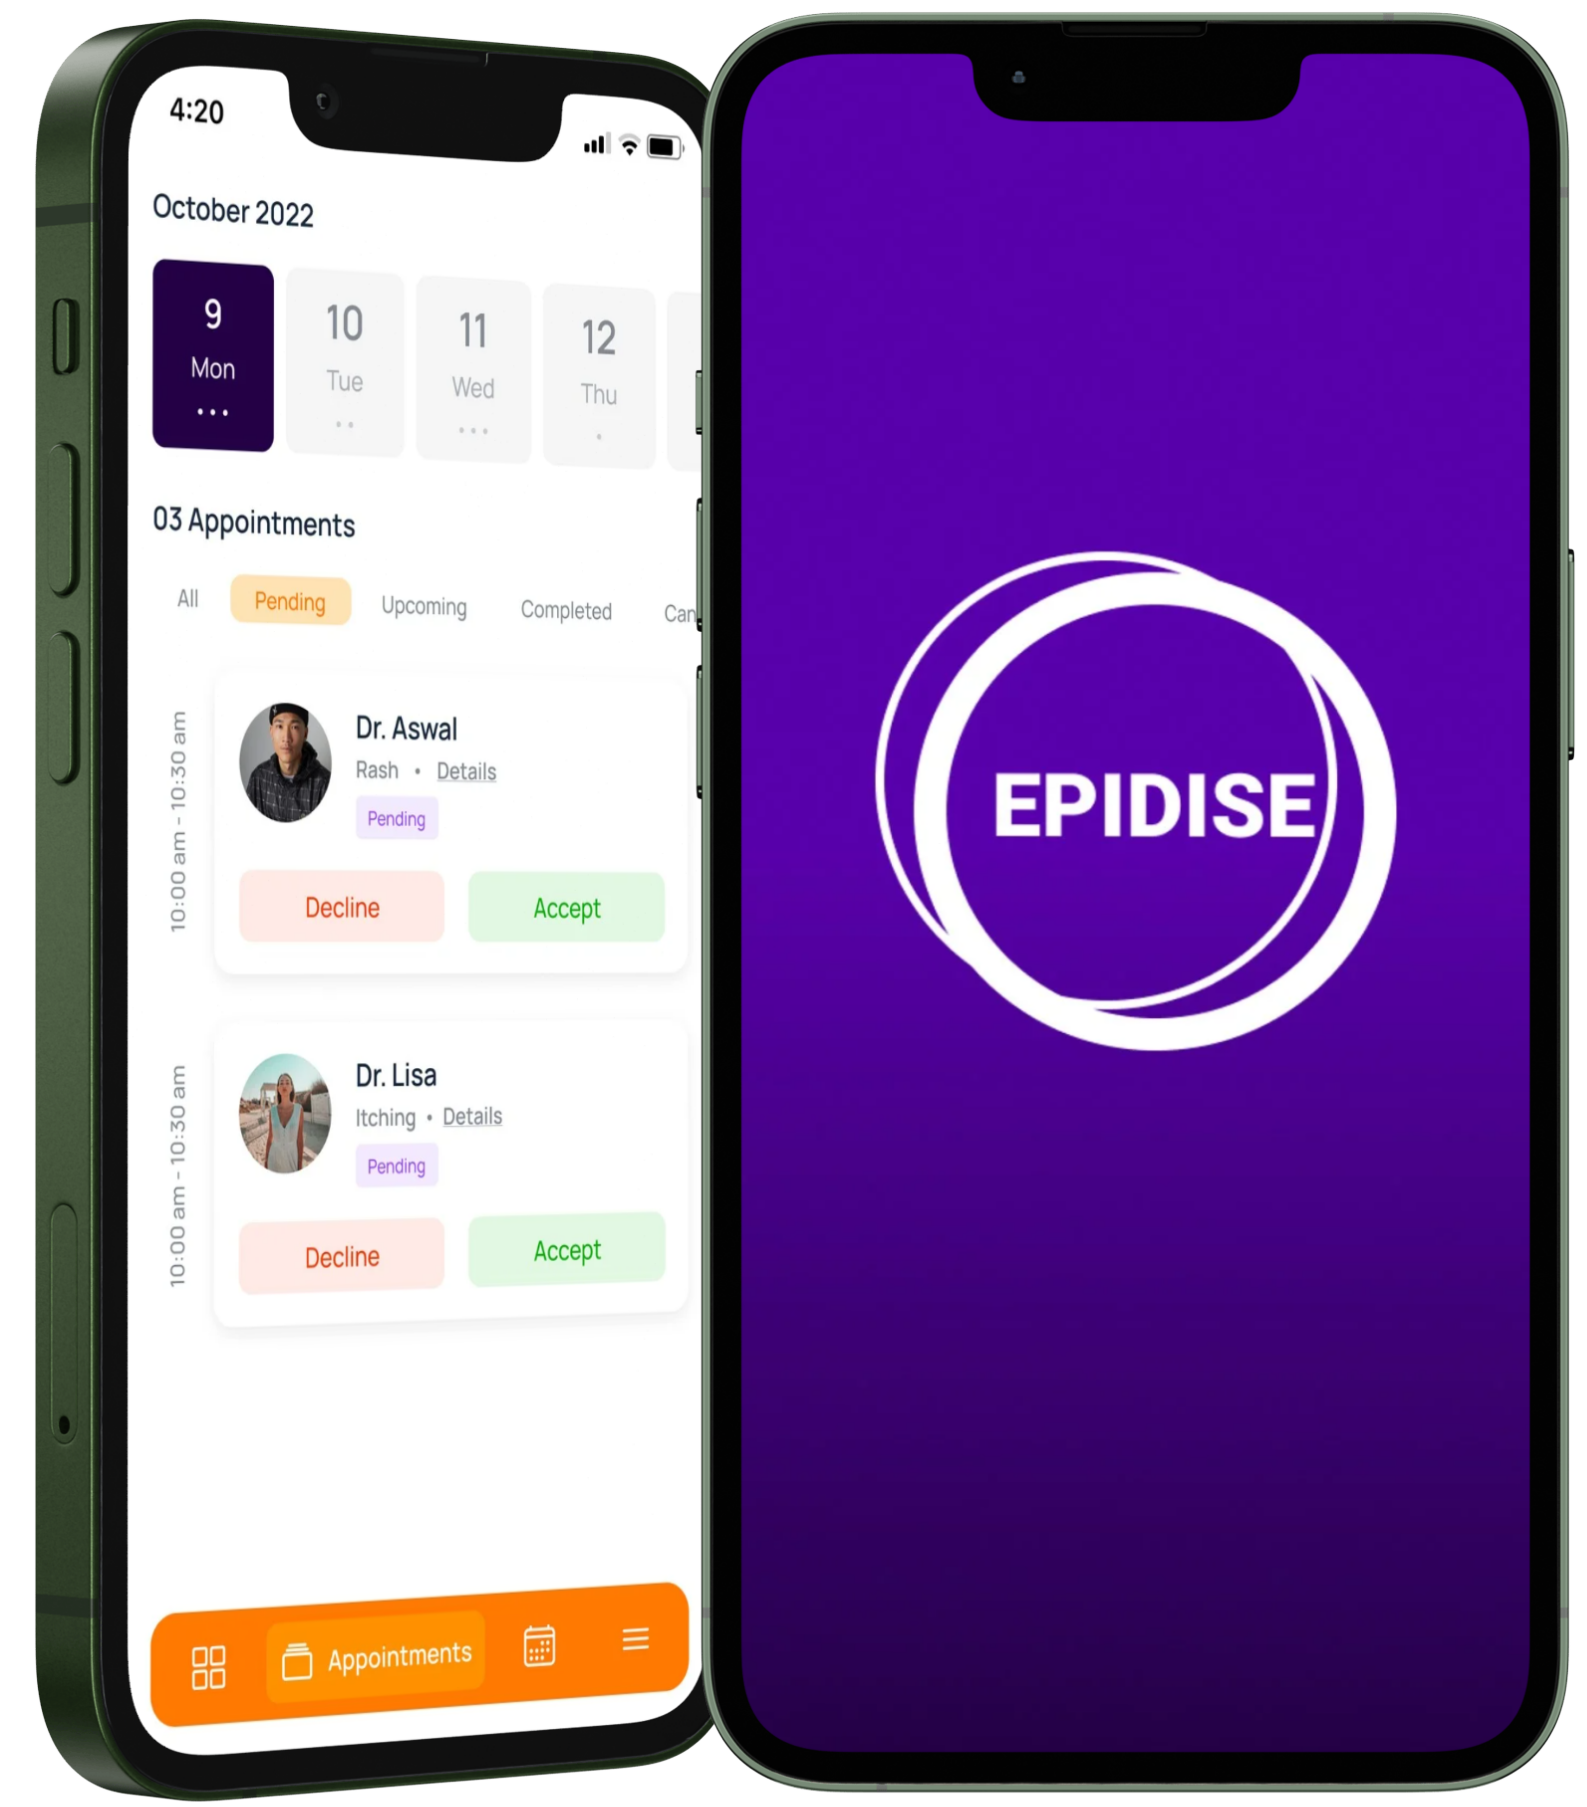 4:20
October 2022
9 10 11 12
Mon Tue Wed Thu
03 Appointments
All Pending Upcoming Completed Can
10:00 am - 10:30 am
Dr. Aswal
Rash • Details
Pending
Decline Accept
10:00 am - 10:30 am
Dr. Lisa
Itching • Details
Pending
Decline Accept
Appointments
EPIDISE